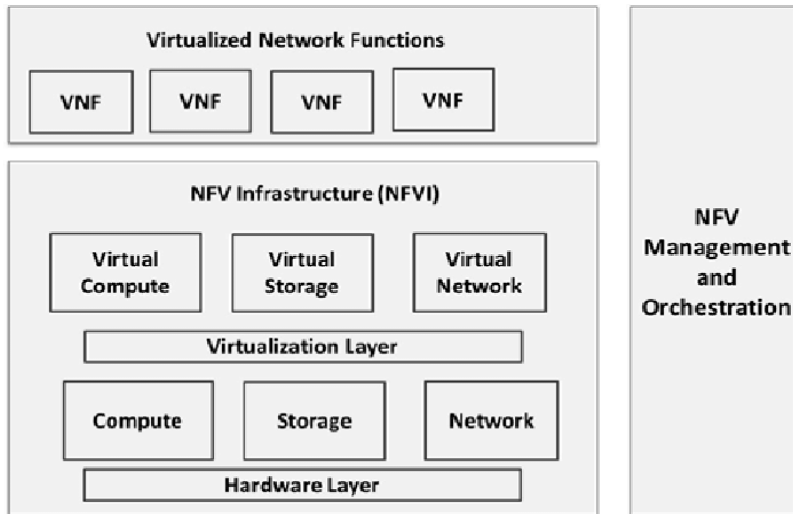 Virtualized Network Functions
VNF
VNF
VNF
VNF
NFV Infrastructure (NFVI)
Virtual
Compute
Virtual
Storage
Virtual
Network
Virtualization Layer
Compute
Storage
Network
Hardware Layer
NFV
Management
and
Orchestration